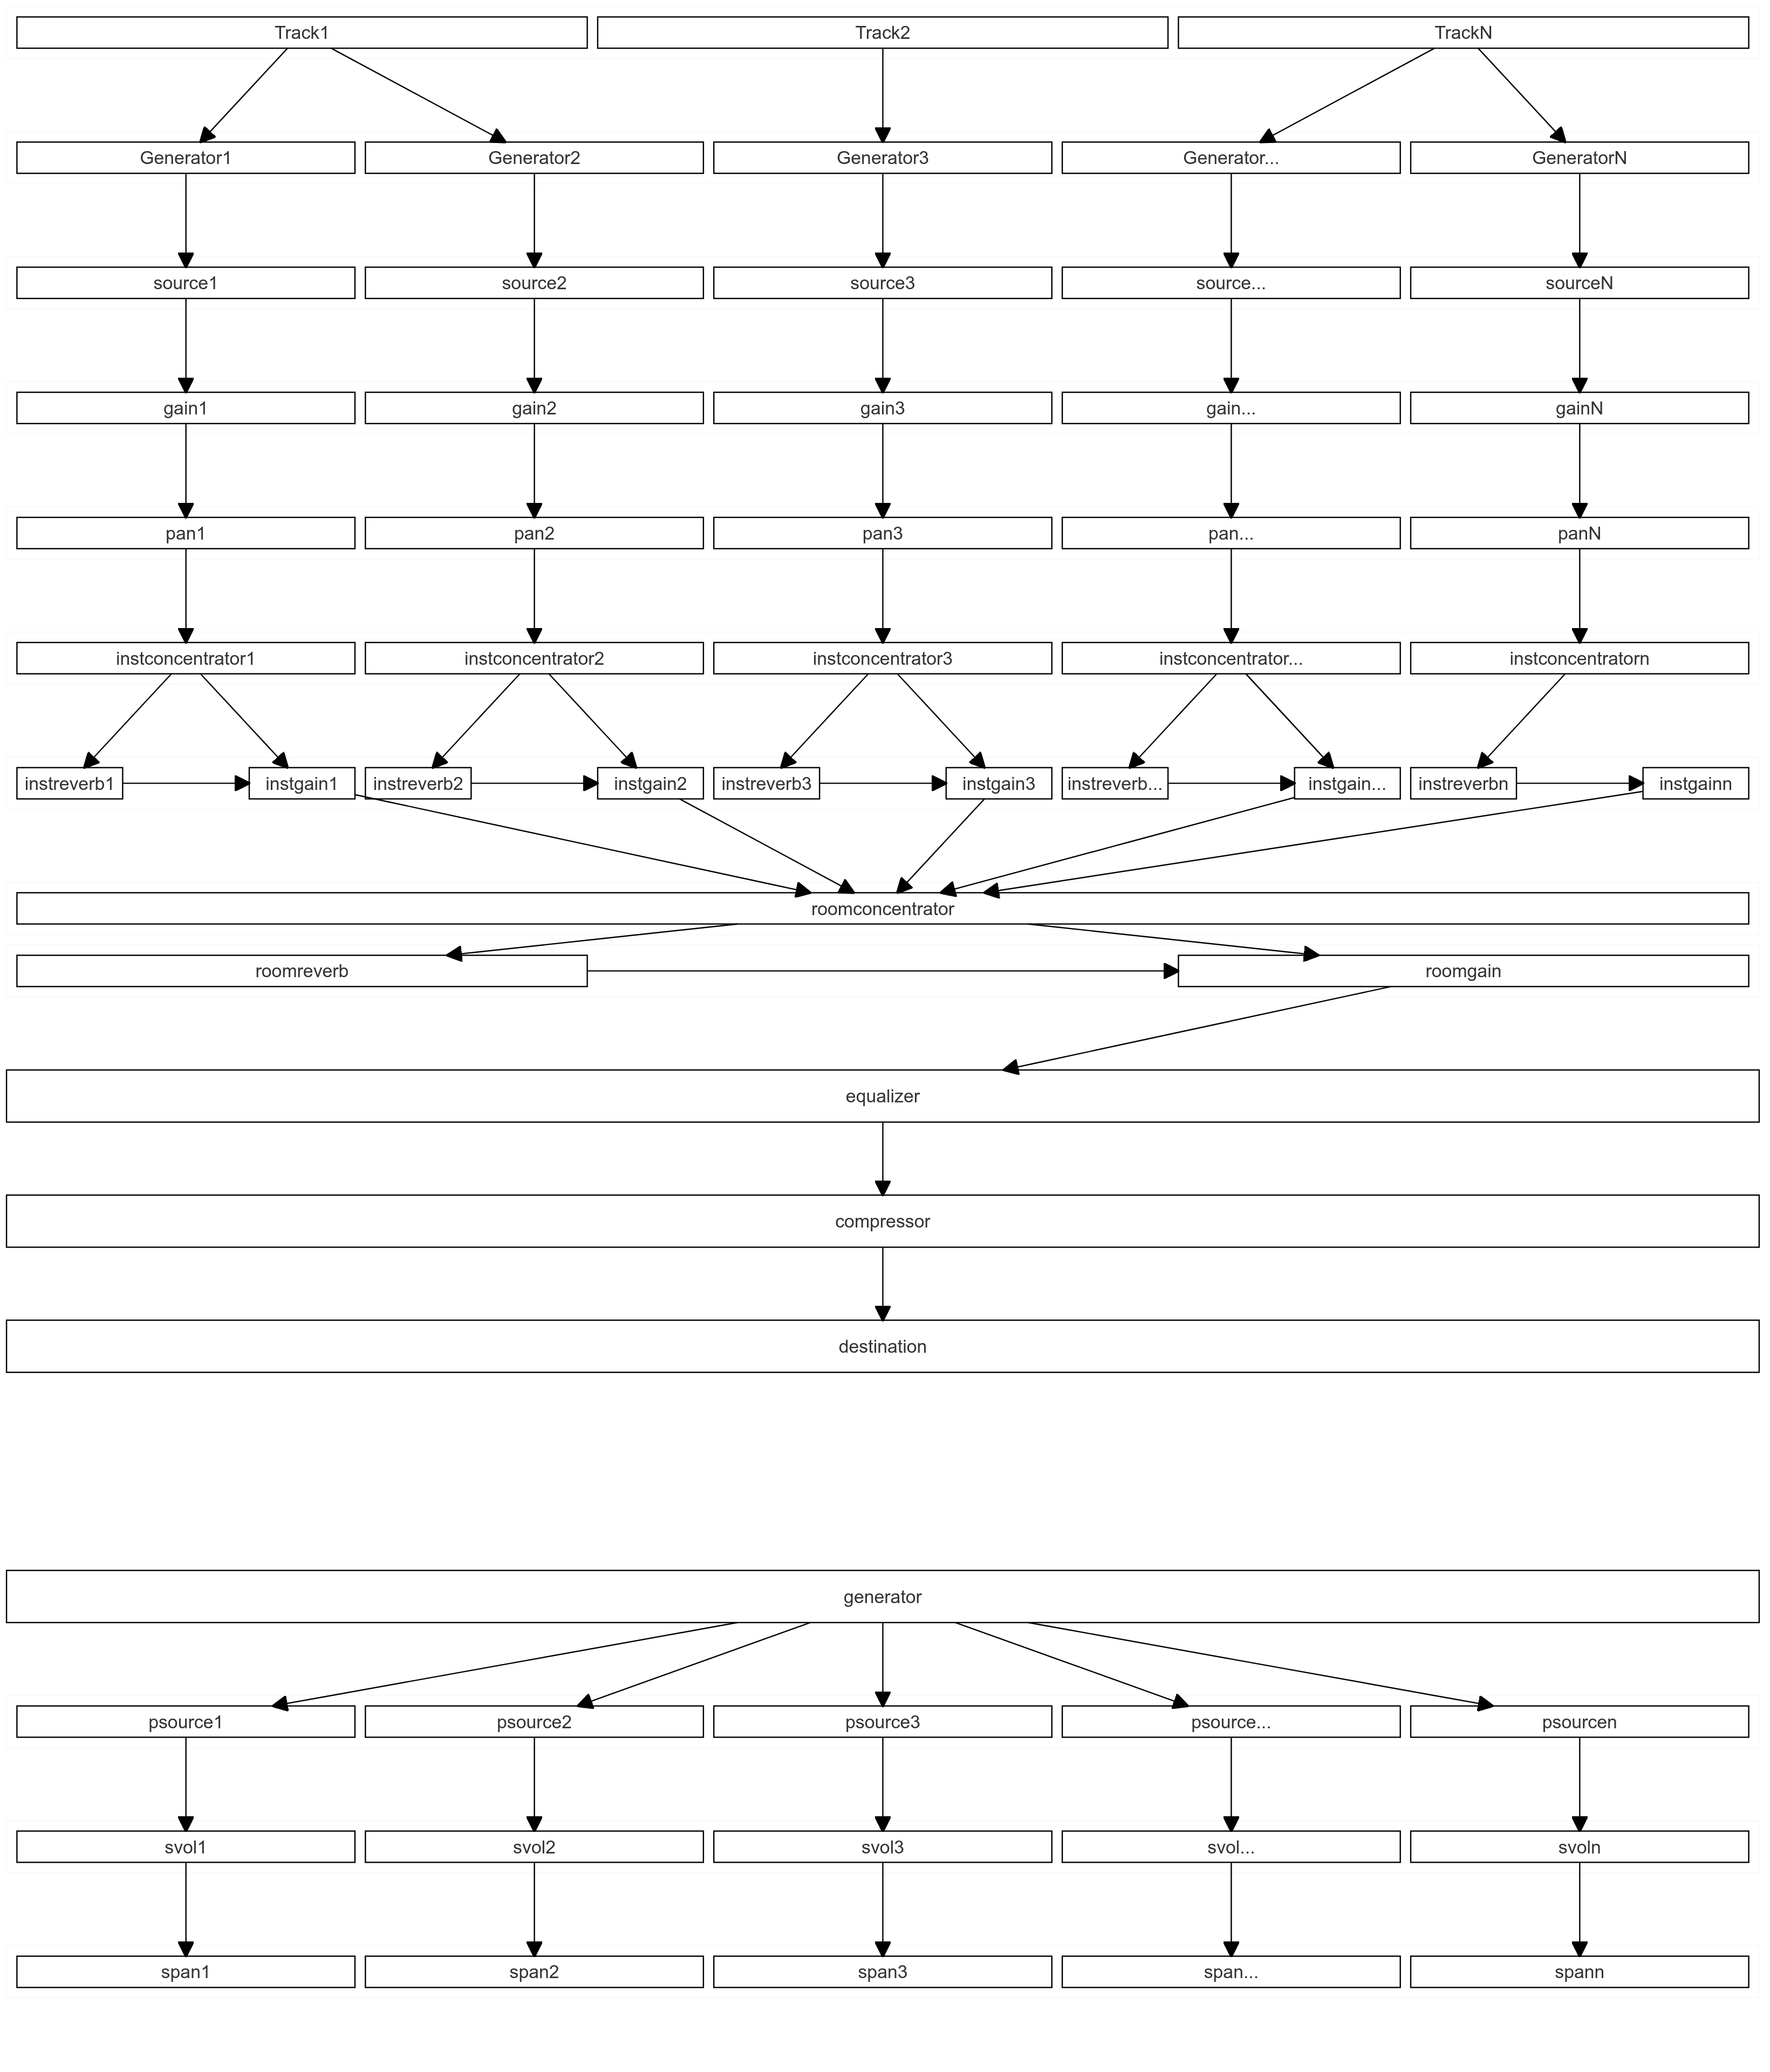 Track1 Track2 TrackN
Generator1 Generator2 Generator3 Generator... GeneratorN
source1 source2 source3 source... sourceN
gain1 gain2 gain3 gain... gainN
pan1 pan2 pan3 pan... panN
instconcentrator1 instconcentrator2 instconcentrator3 instconcentrator... instconcentratorn
instreverb1 instgain1 instreverb2 instgain2 instreverb3 instgain3 instreverb... instgain... instreverbn instgainn
roomconcentrator
roomreverb roomgain
equalizer
compressor
destination
generator
psource1 psource2 psource3 psource... psourcen
svol1 svol2 svol3 svol... svoln
span1 span2 span3 span... spann